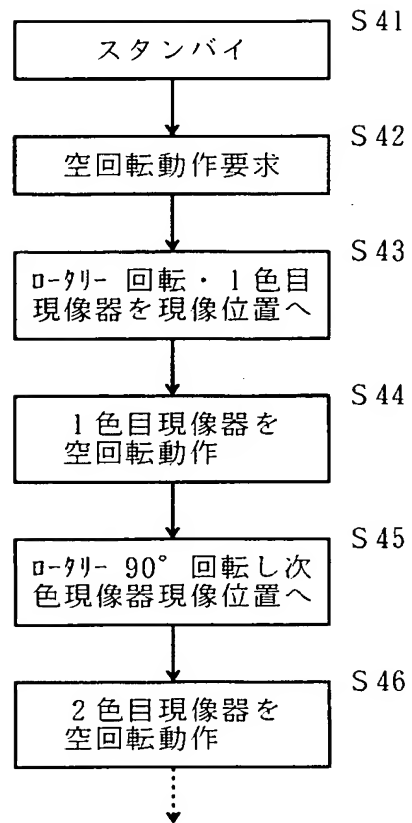 S41
スタンバイ
S42
空回転動作要求
S43
ﾛｰﾀﾘｰ 回転・1色目
現像器を現像位置へ
S44
1色目現像器を
空回転動作
S45
ﾛｰﾀﾘｰ 90° 回転し次
色現像器現像位置へ
S46
2色目現像器を
空回転動作